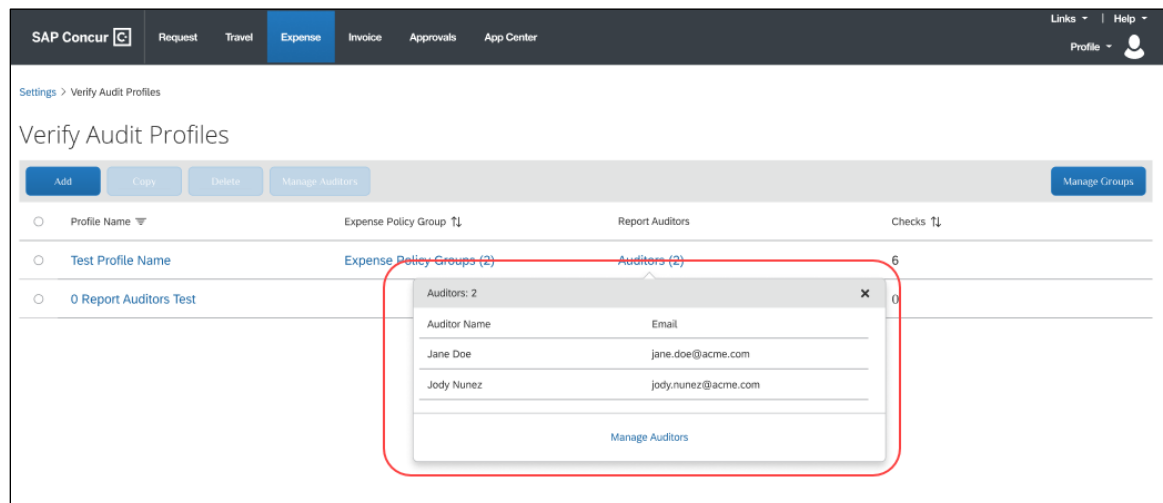 Links | Help
SAP Concur C Request Travel Expense Invoice Approvals App Center
Profile
Settings > Verify Audit Profiles
Verify Audit Profiles
Add Copy Delete Manage Auditors Manage Groups
Profile Name Expense Policy Group Report Auditors Checks
Test Profile Name Expense Policy Groups (2) Auditors (2) 6
0 Report Auditors Test 0
Auditors: 2
Auditor Name Email
Jane Doe jane.doe@acme.com
Jody Nunez jody.nunez@acme.com
Manage Auditors